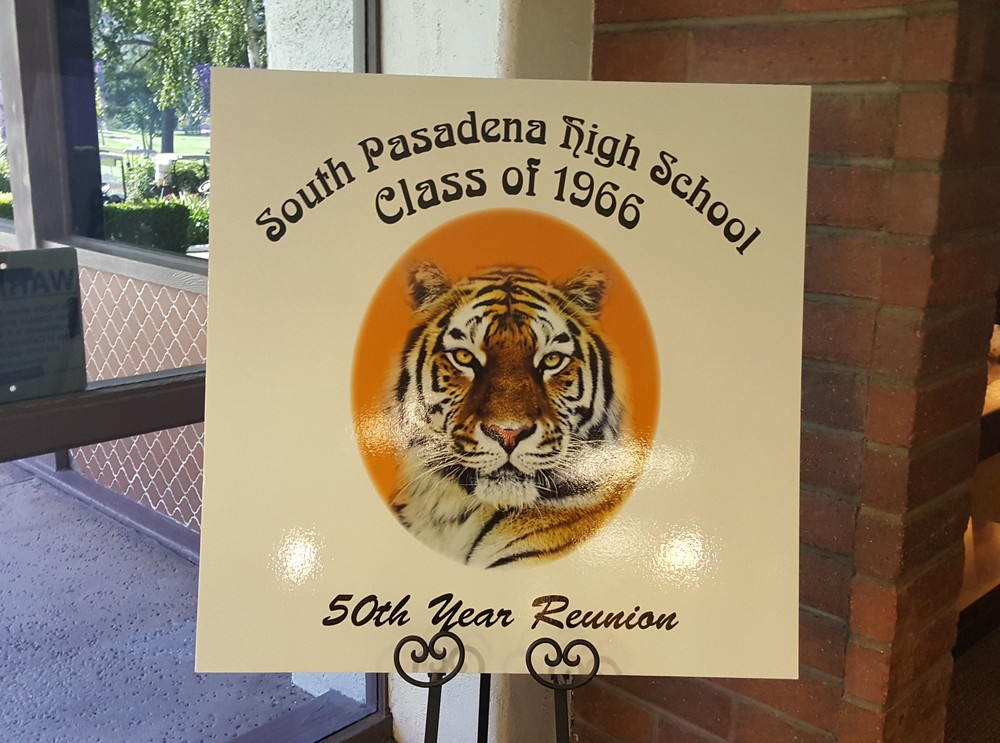 South Pasadena High School
Class of 1966
50th Year Reunion